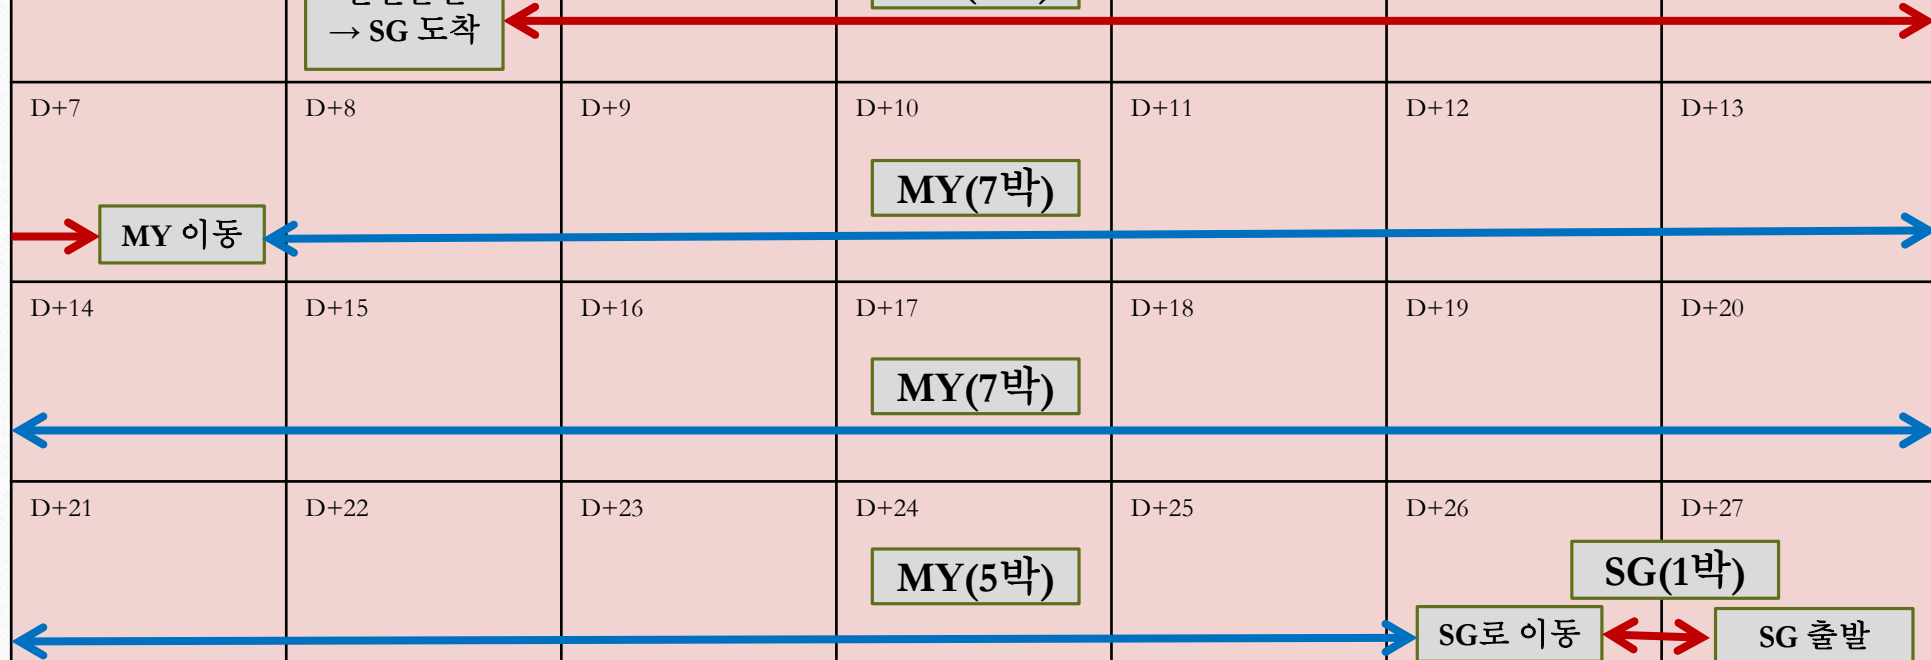 → SG 도착
D+7
D+8
D+9
D+10
D+11
D+12
D+13
MY(7박)
MY 이동
D+14
D+15
D+16
D+17
D+18
D+19
D+20
MY(7박)
D+21
D+22
D+23
D+24
D+25
D+26
D+27
MY(5박)
SG(1박)
SG로 이동
SG 출발